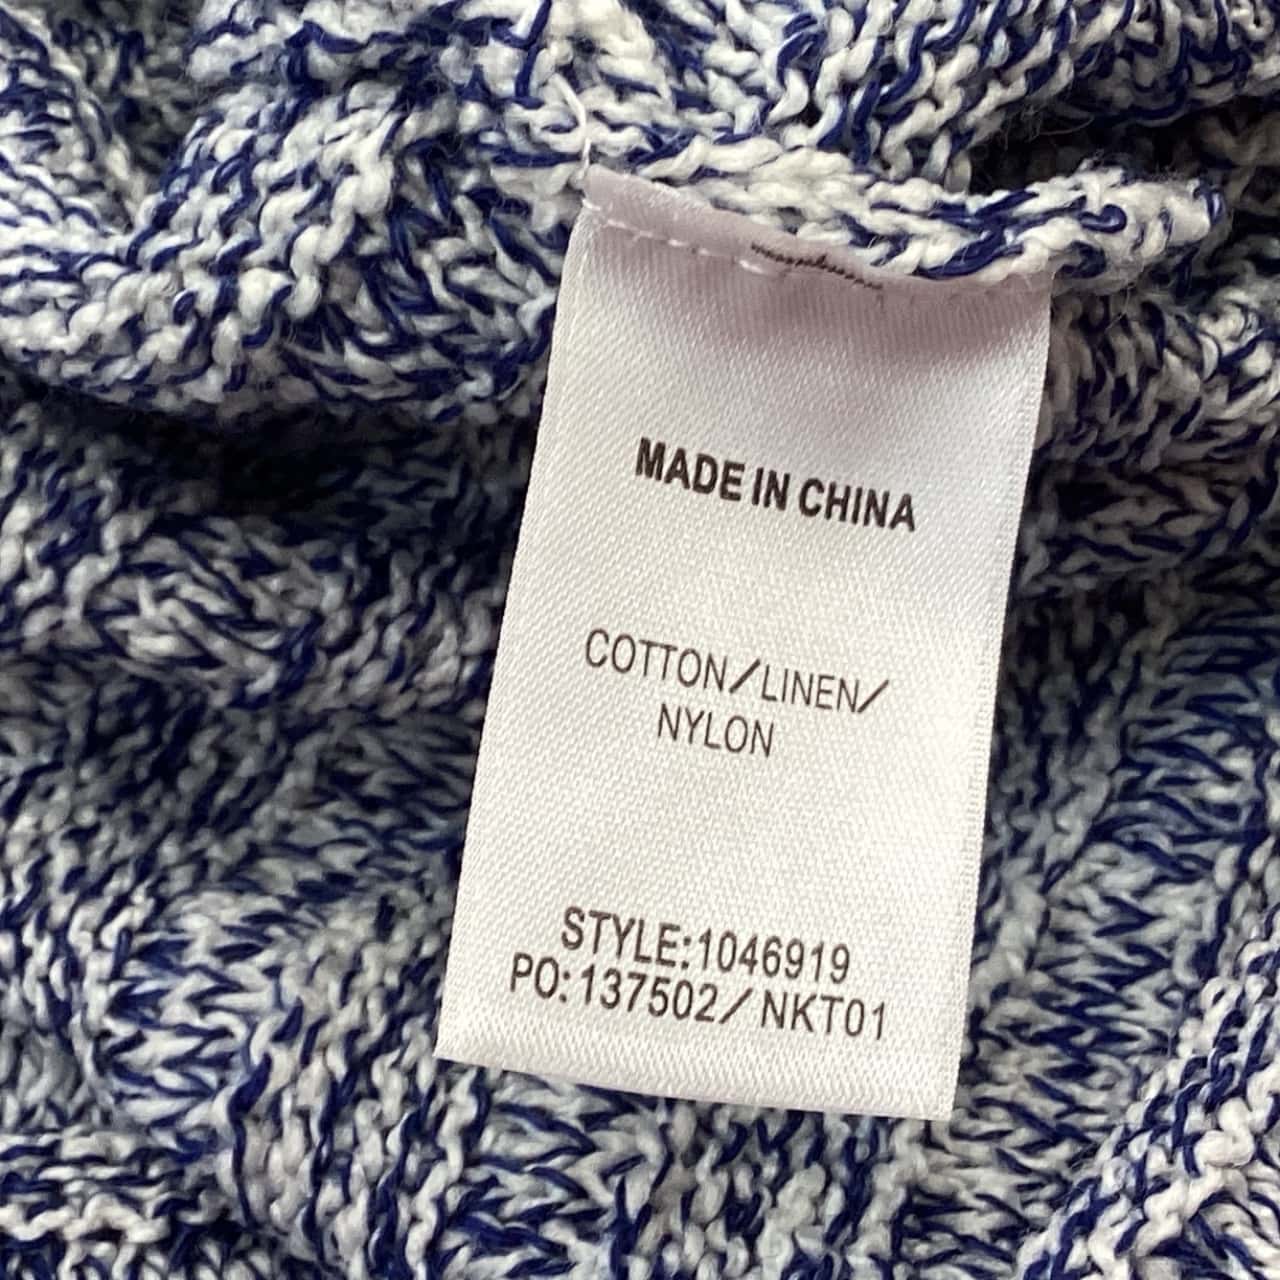 MADE IN CHINA
COTTON/LINEN/
NYLON
STYLE:1046919
PO:137502/NKT01